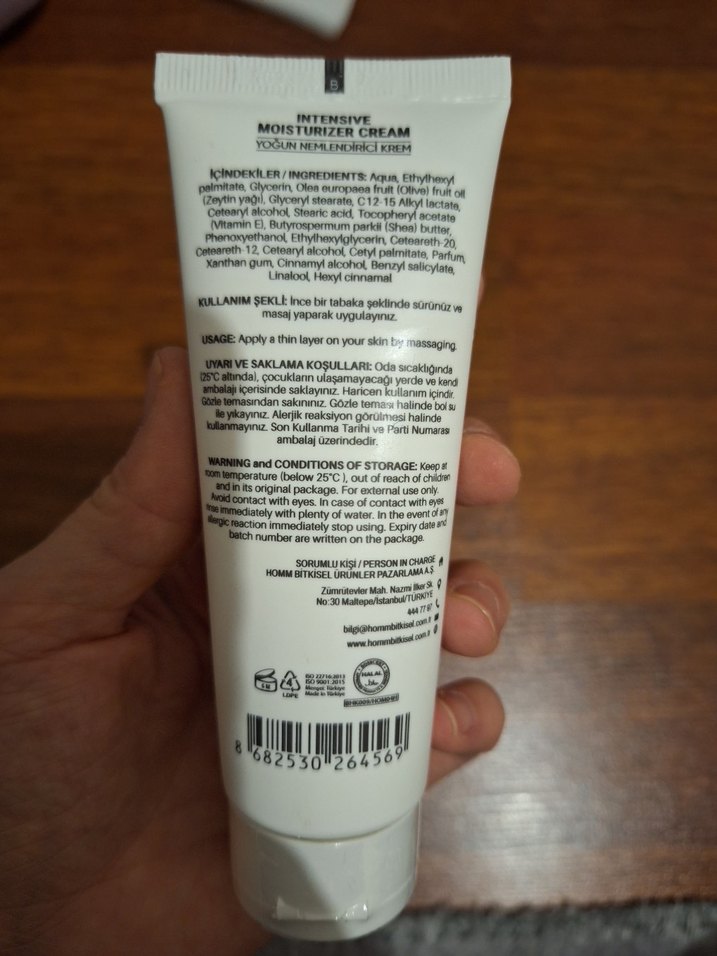 B
INTENSIVE
MOISTURIZER CREAM
YOĞUN NEMLENDİRİCİ KREM
İÇİNDEKİLER / INGREDIENTS: Aqua, Ethylhexyl
palmitate, Glycerin, Olea europaea fruit (Olive) fruit oil
(Zeytin yağı), Glyceryl stearate, C12-15 Alkyl lactate,
Cetearyl alcohol, Stearic acid, Tocopheryl acetate
(Vitamin E), Butyrospermum parkii (Shea) butter,
Phenoxyethanol, Ethylhexylglycerin, Ceteareth-20,
Ceteareth-12, Cetearyl alcohol, Cetyl palmitate, Parfum,
Xanthan gum, Cinnamyl alcohol, Benzyl salicylate,
Linalool, Hexyl cinnamal
KULLANIM ŞEKLİ: İnce bir tabaka şeklinde sürünüz ve
masaj yaparak uygulayınız.
USAGE: Apply a thin layer on your skin by massaging.
UYARI VE SAKLAMA KOŞULLARI: Oda sıcaklığında
(25°C altında), çocukların ulaşamayacağı yerde ve kendi
ambalajı içerisinde saklayınız. Haricen kullanım içindir.
Gözle temasından sakınınız. Gözle teması halinde bol su
ile yıkayınız. Alerjik reaksiyon görülmesi halinde
kullanmayınız. Son Kullanma Tarihi ve Parti Numarası
ambalaj üzerindedir.
WARNING and CONDITIONS OF STORAGE: Keep at
room temperature (below 25°C ), out of reach of children
and in its original package. For external use only.
Avoid contact with eyes. In case of contact with eyes
rinse immediately with plenty of water. In the event of any
allergic reaction immediately stop using. Expiry date and
batch number are written on the package.
SORUMLU KİŞİ / PERSON IN CHARGE
HOMM BİTKİSEL ÜRÜNLER PAZARLAMA A.Ş.
Zümrütevler Mah. Nazmi İlker Sk.
No:30 Maltepe/İstanbul/TÜRKİYE
444 77 97
bilgi@hommbitkisel.com.tr
www.hommbitkisel.com.tr
ISO 22716:2013
ISO 9001:2015
Menşei Türkiye
Made in Türkiye
4
LDPE
HALAL
8 682530 264569